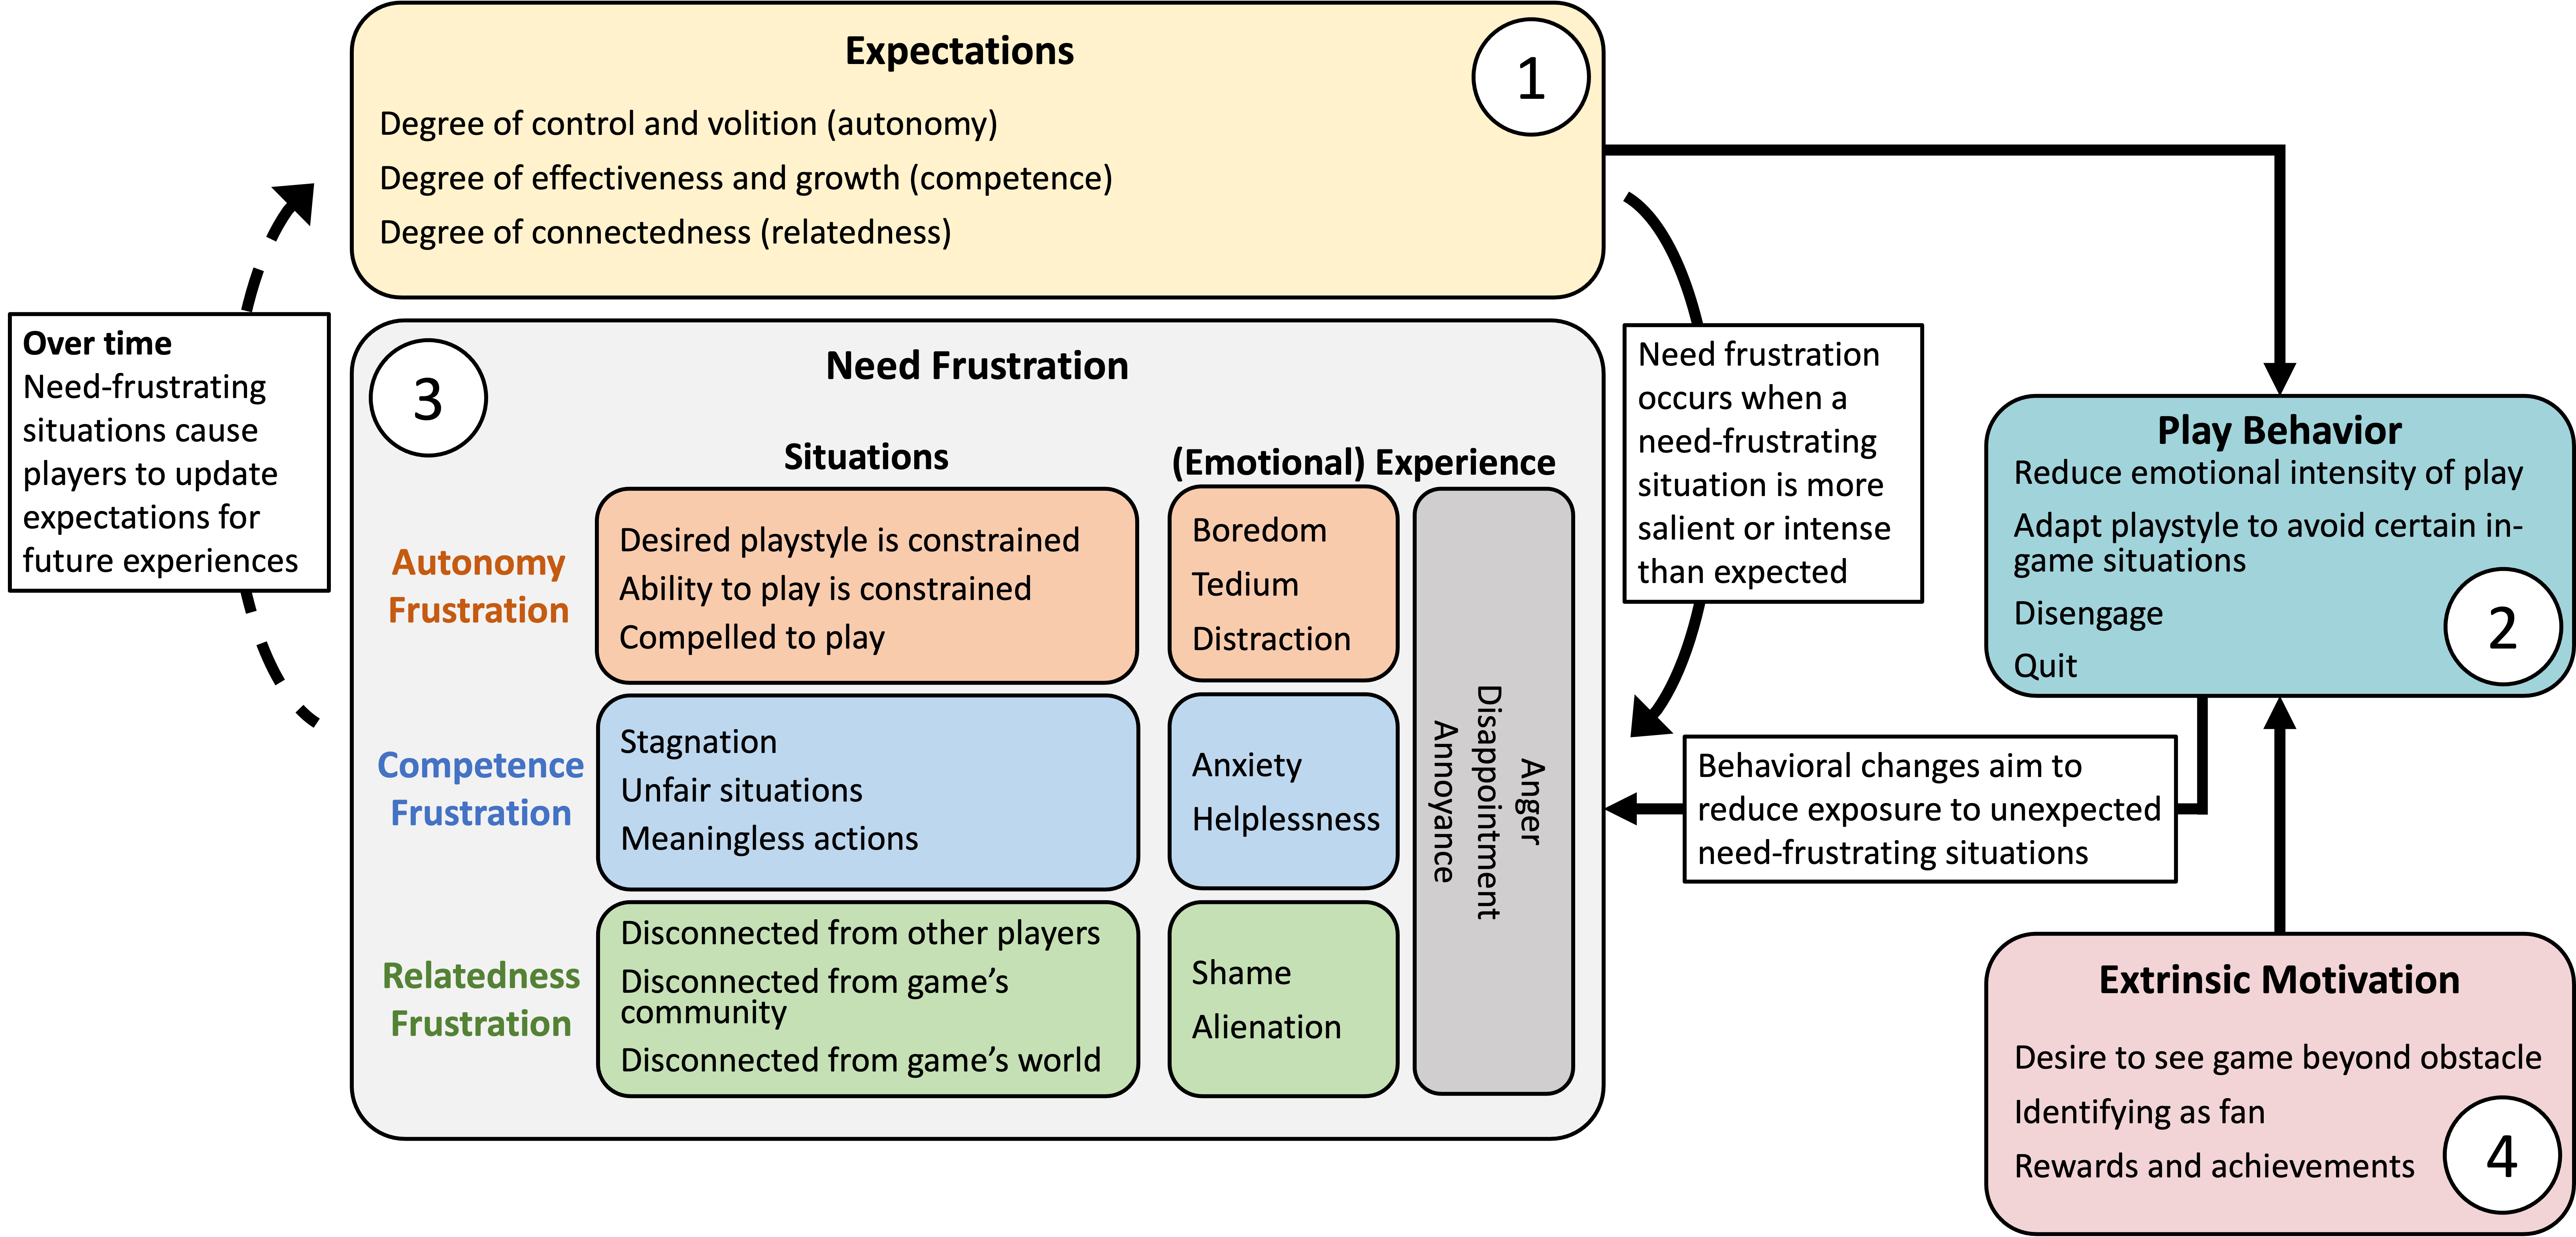 Expectations
1
Degree of control and volition (autonomy)
Degree of effectiveness and growth (competence)
Degree of connectedness (relatedness)
Over time
Need-frustrating
situations cause
players to update
expectations for
future experiences
3
Need Frustration
Situations
(Emotional) Experience
Autonomy
Frustration
Desired playstyle is constrained
Ability to play is constrained
Compelled to play
Boredom
Tedium
Distraction
Competence
Frustration
Stagnation
Unfair situations
Meaningless actions
Anxiety
Helplessness
Relatedness
Frustration
Disconnected from other players
Disconnected from game’s
community
Disconnected from game’s world
Shame
Alienation
Anger
Disappointment
Annoyance
Need frustration
occurs when a
need-frustrating
situation is more
salient or intense
than expected
Play Behavior
Reduce emotional intensity of play
Adapt playstyle to avoid certain in-
game situations
Disengage
Quit
2
Behavioral changes aim to
reduce exposure to unexpected
need-frustrating situations
Extrinsic Motivation
Desire to see game beyond obstacle
Identifying as fan
Rewards and achievements
4